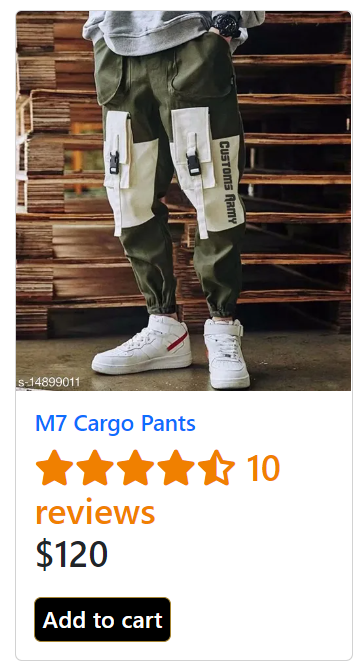 Customs Army
s-14899011
M7 Cargo Pants
10
reviews
$120
Add to cart